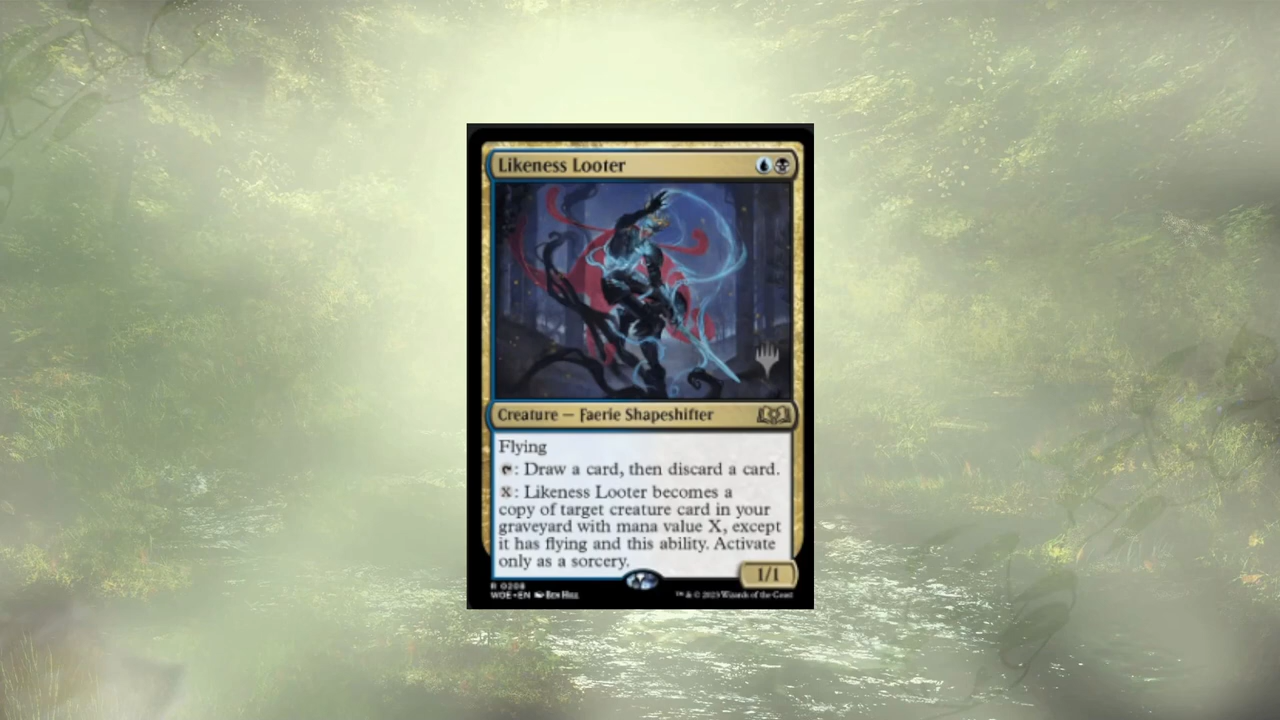 Likeness Looter
Creature — Faerie Shapeshifter
Flying
: Draw a card, then discard a card.
X: Likeness Looter becomes a
copy of target creature card in your
graveyard with mana value X, except
it has flying and this ability. Activate
only as a sorcery.
1/1
R 0208
WOE•EN Ben Hill
™ & © 2023 Wizards of the Coast